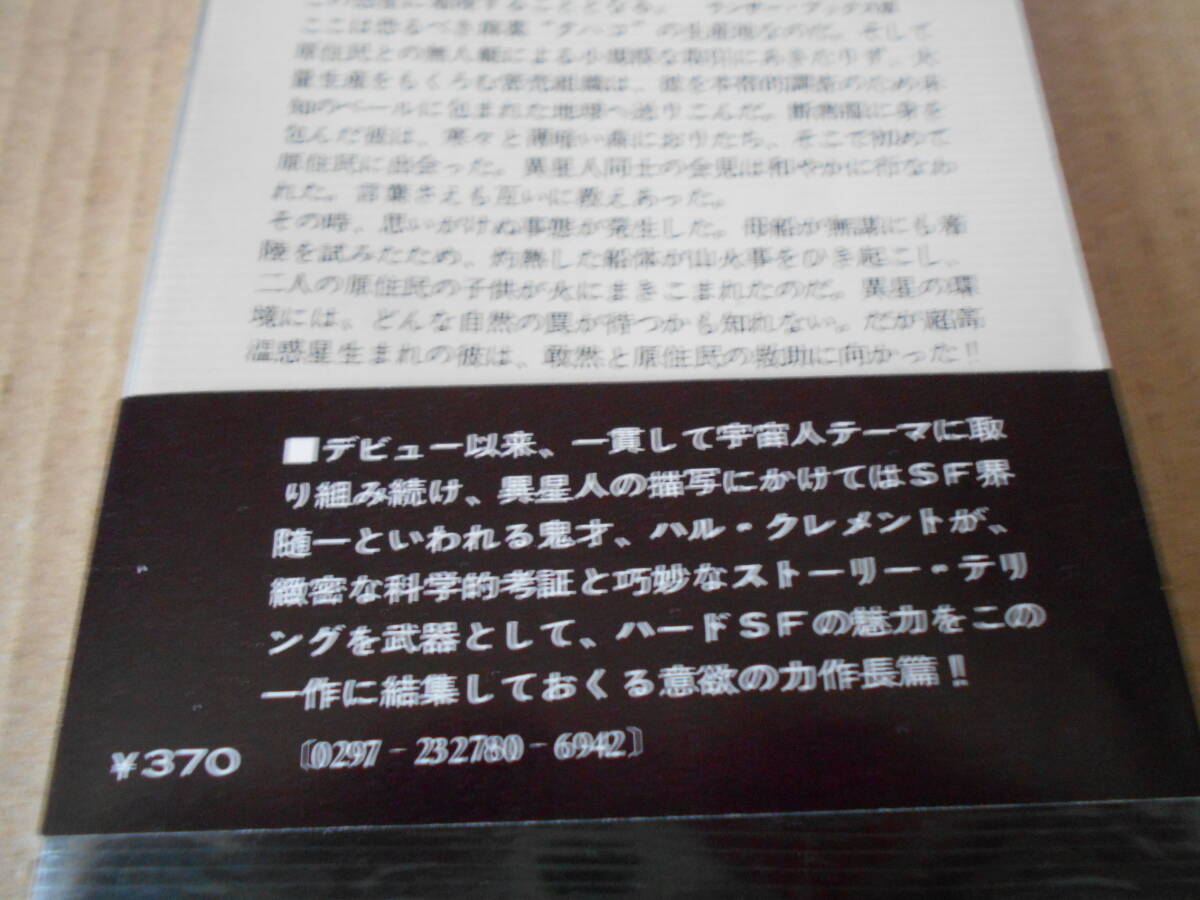 ここは恐るべき麻薬“タバコ”の生産地なのだ。そして
原住民との無人艇による小規模な取引にあきたりず、大
量生産をもくろむ密売組織は、彼を本格的調査のため未
知のベールに包まれた地球へ送りこんだ。断熱服に身を
包んだ彼は、寒々と薄暗い森におりたち、そこで初めて
原住民に出会った。異星人同士の会見は和やかに行なわ
れた。言葉さえも互いに教えあった。
その時、思いがけぬ事態が発生した。母船が無謀にも着
陸を試みたため、灼熱した船体が山火事をひき起こし、
二人の原住民の子供が火にまきこまれたのだ。異星の環
境には、どんな自然の罠が待つかも知れない。だが超高
温惑星生まれの彼は、敢然と原住民の救助に向かった!!
■デビュー以来、一貫して宇宙人テーマに取
り組み続け、異星人の描写にかけてはSF界
随一といわれる鬼才、ハル・クレメントが、
緻密な科学的考証と巧妙なストーリー・テリ
ングを武器として、ハードSFの魅力をこの
一作に結集しておくる意欲の力作長篇!
¥370 〔0297-232780-6942〕